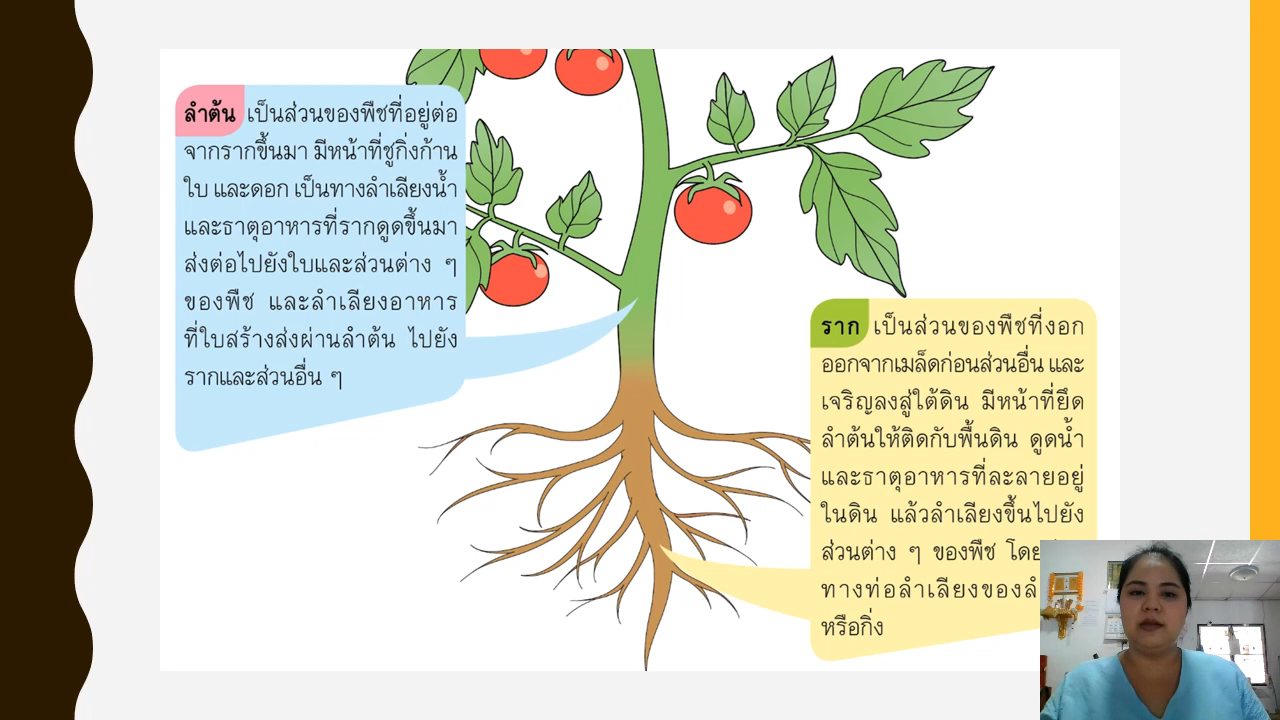 ลำต้น เป็นส่วนของพืชที่อยู่ต่อ
จากรากขึ้นมา มีหน้าที่ชูกิ่งก้าน
ใบ และดอก เป็นทางลำเลียงน้ำ
และธาตุอาหารที่รากดูดขึ้นมา
ส่งต่อไปยังใบและส่วนต่าง ๆ
ของพืช และลำเลียงอาหาร
ที่ใบสร้างส่งผ่านลำต้น ไปยัง
รากและส่วนอื่น ๆ
ราก เป็นส่วนของพืชที่งอก
ออกจากเมล็ดก่อนส่วนอื่น และ
เจริญลงสู่ใต้ดิน มีหน้าที่ยึด
ลำต้นให้ติดกับพื้นดิน ดูดน้ำ
และธาตุอาหารที่ละลายอยู่
ในดิน แล้วลำเลียงขึ้นไปยัง
ส่วนต่าง ๆ ของพืช
ทางท่อลำเลียงของ
หรือกิ่ง